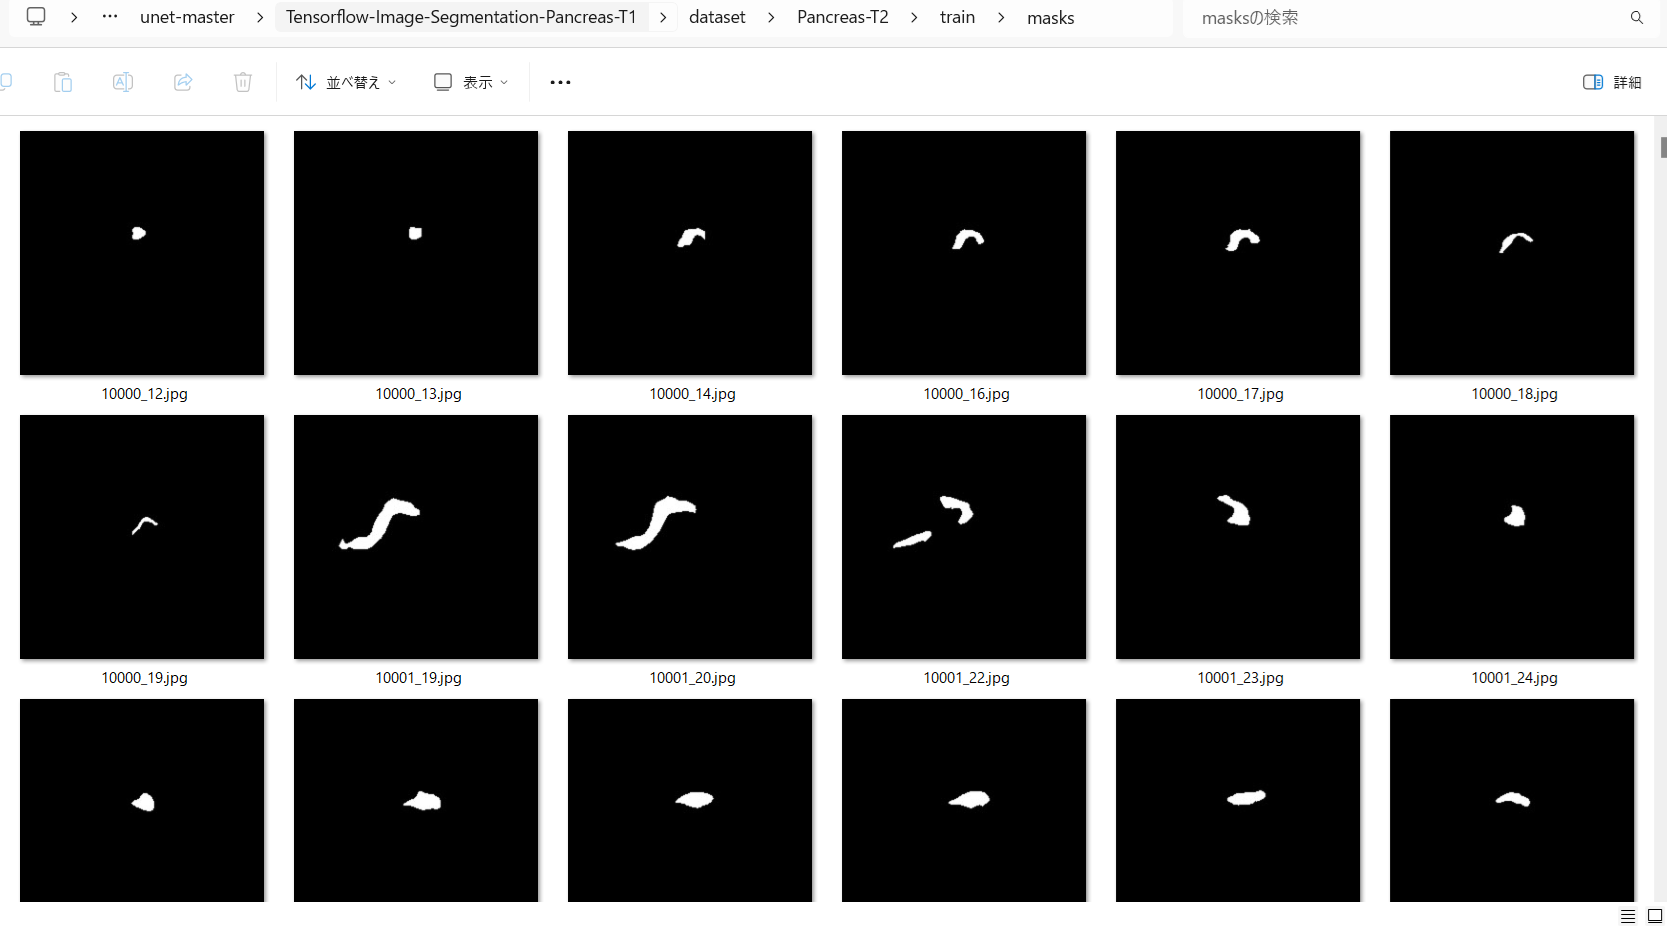 unet-master > Tensorflow-Image-Segmentation-Pancreas-T1 > dataset > Pancreas-T2 > train > masks masksの検索
並べ替え 表示 詳細
10000_12.jpg 10000_13.jpg 10000_14.jpg 10000_16.jpg 10000_17.jpg 10000_18.jpg
10000_19.jpg 10001_19.jpg 10001_20.jpg 10001_22.jpg 10001_23.jpg 10001_24.jpg